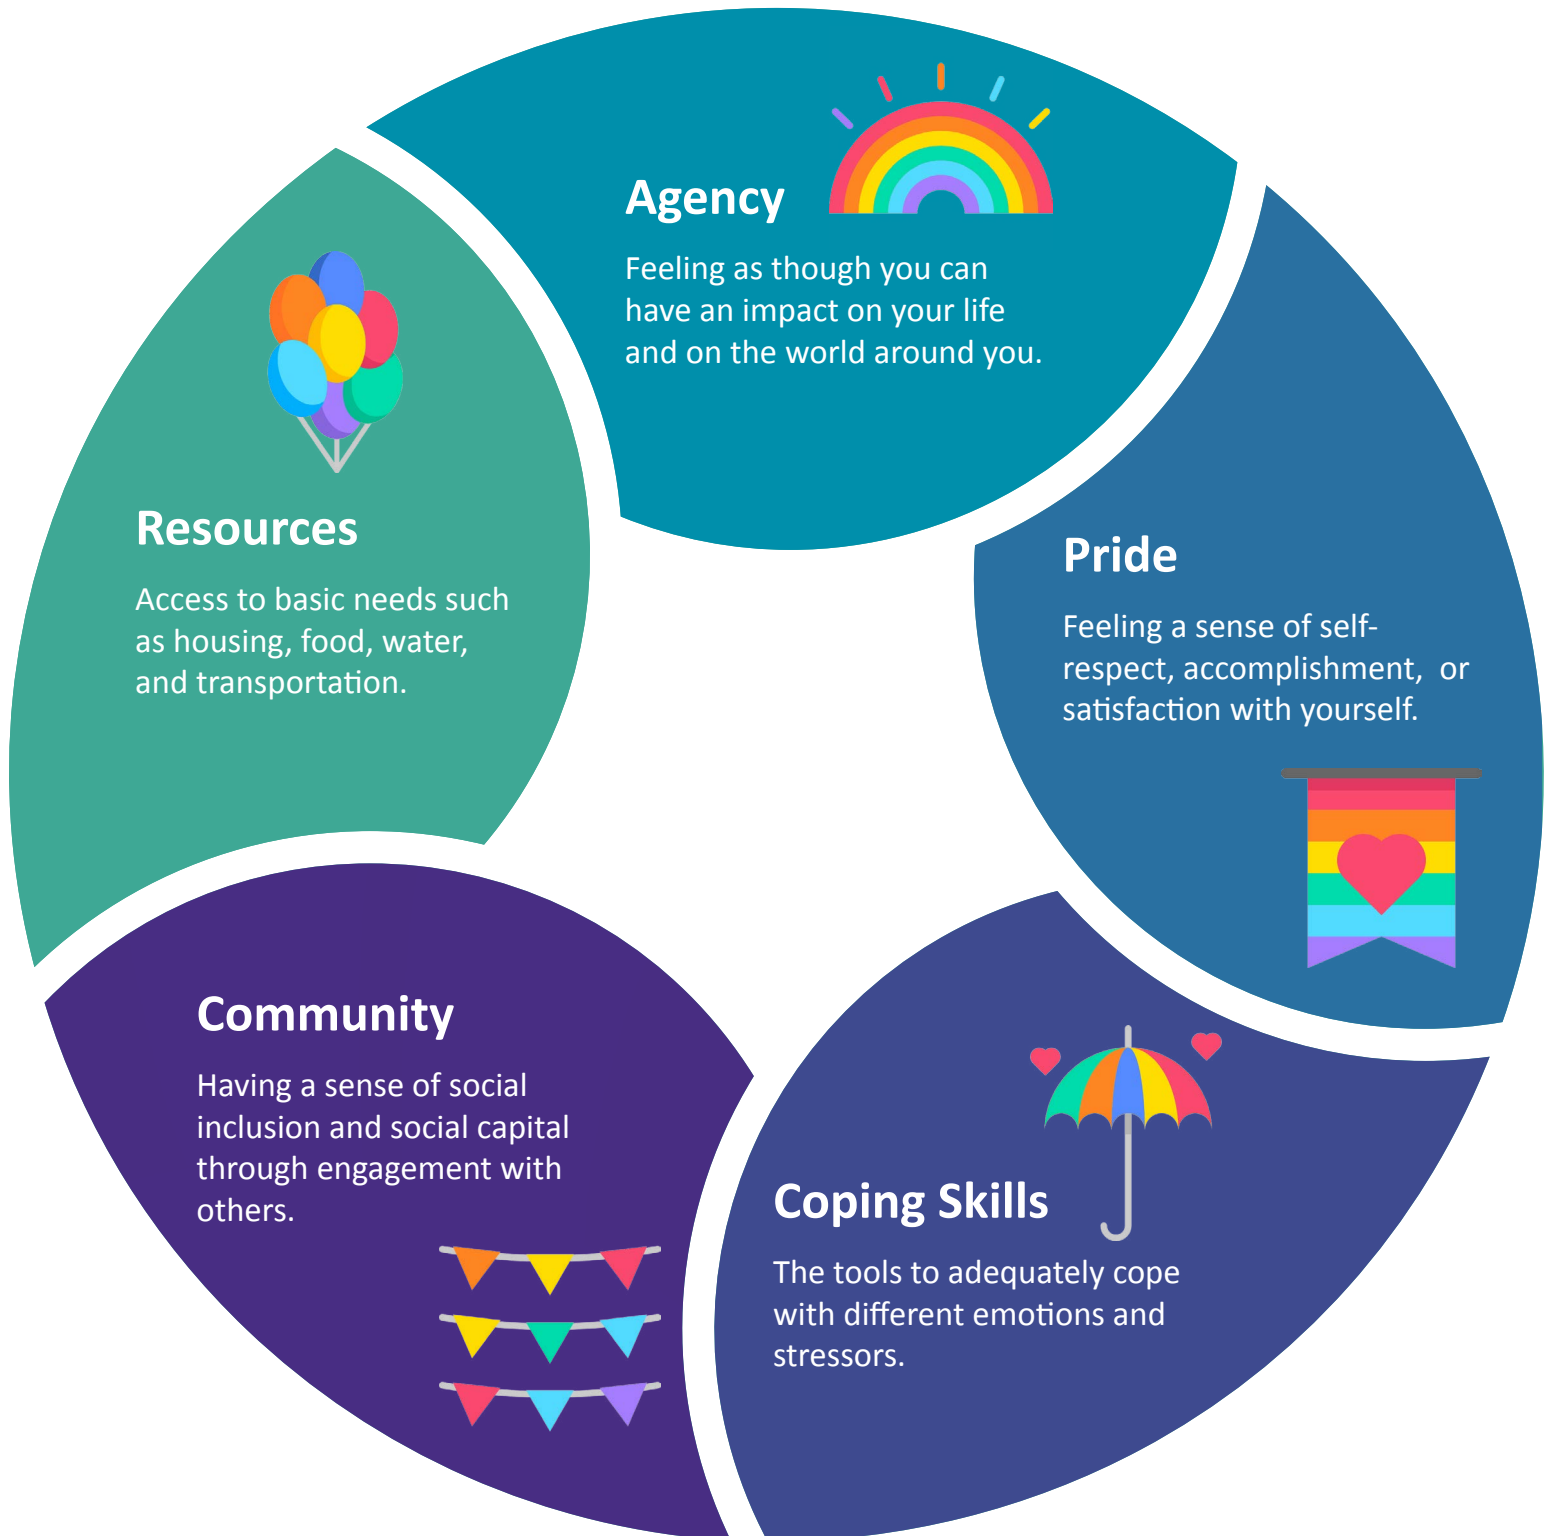 Agency
Feeling as though you can
have an impact on your life
and on the world around you.
Pride
Feeling a sense of self-
respect, accomplishment,  or
satisfaction with yourself.
Coping Skills
The tools to adequately cope
with different emotions and
stressors.
Community
Having a sense of social
inclusion and social capital
through engagement with
others.
Resources
Access to basic needs such
as housing, food, water,
and transportation.